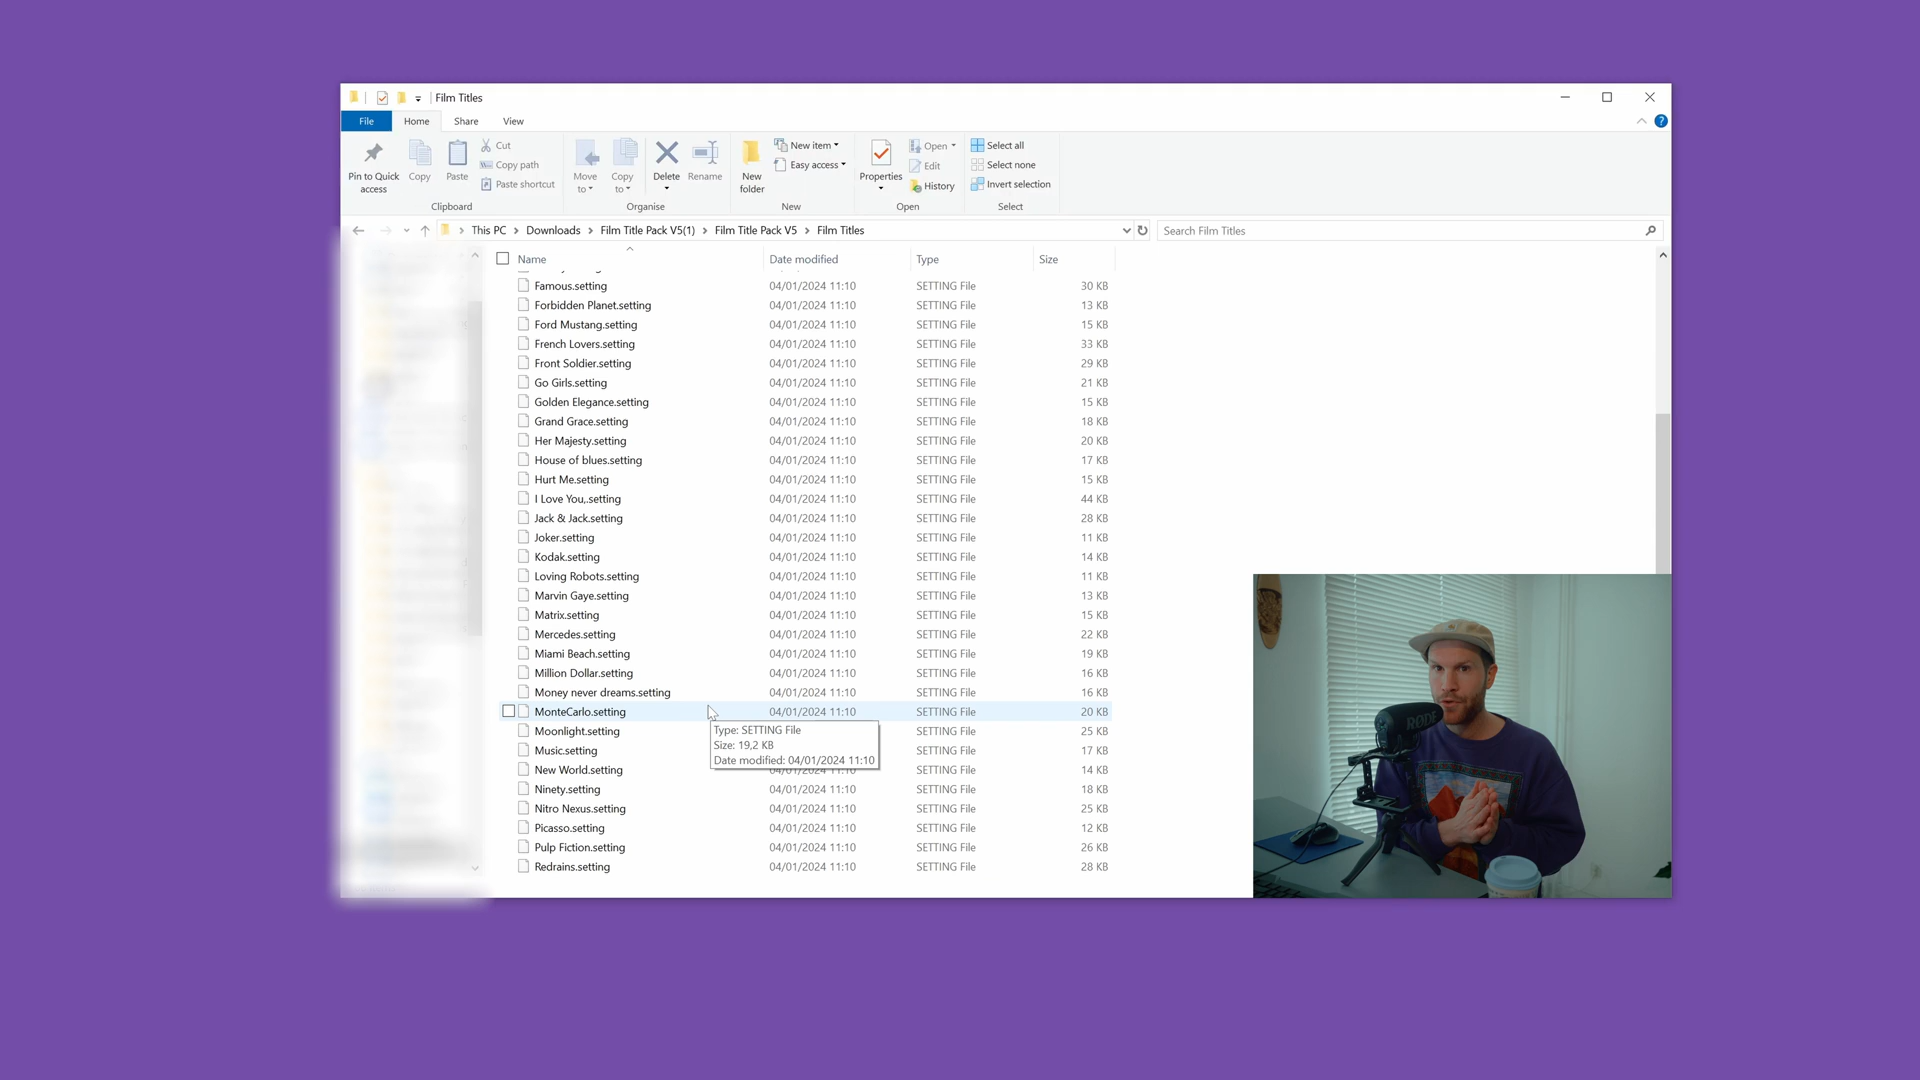 Film Titles
File Home Share View
Pin to Quick access
Copy
Paste
Cut
Copy path
Paste shortcut
Clipboard
Move to
Copy to
Delete
Rename
Organise
New folder
New item
Easy access
New
Properties
Open
Edit
History
Open
Select all
Select none
Invert selection
Select
This PC > Downloads > Film Title Pack V5(1) > Film Title Pack V5 > Film Titles
Search Film Titles
Name Date modified Type Size
Famous.setting 04/01/2024 11:10 SETTING File 30 KB
Forbidden Planet.setting 04/01/2024 11:10 SETTING File 13 KB
Ford Mustang.setting 04/01/2024 11:10 SETTING File 15 KB
French Lovers.setting 04/01/2024 11:10 SETTING File 33 KB
Front Soldier.setting 04/01/2024 11:10 SETTING File 29 KB
Go Girls.setting 04/01/2024 11:10 SETTING File 21 KB
Golden Elegance.setting 04/01/2024 11:10 SETTING File 15 KB
Grand Grace.setting 04/01/2024 11:10 SETTING File 18 KB
Her Majesty.setting 04/01/2024 11:10 SETTING File 20 KB
House of blues.setting 04/01/2024 11:10 SETTING File 17 KB
Hurt Me.setting 04/01/2024 11:10 SETTING File 15 KB
I Love You,.setting 04/01/2024 11:10 SETTING File 44 KB
Jack & Jack.setting 04/01/2024 11:10 SETTING File 28 KB
Joker.setting 04/01/2024 11:10 SETTING File 11 KB
Kodak.setting 04/01/2024 11:10 SETTING File 14 KB
Loving Robots.setting 04/01/2024 11:10 SETTING File 11 KB
Marvin Gaye.setting 04/01/2024 11:10 SETTING File 13 KB
Matrix.setting 04/01/2024 11:10 SETTING File 15 KB
Mercedes.setting 04/01/2024 11:10 SETTING File 22 KB
Miami Beach.setting 04/01/2024 11:10 SETTING File 19 KB
Million Dollar.setting 04/01/2024 11:10 SETTING File 16 KB
Money never dreams.setting 04/01/2024 11:10 SETTING File 16 KB
MonteCarlo.setting 04/01/2024 11:10 SETTING File 20 KB
Moonlight.setting 04/01/2024 11:10 SETTING File 25 KB
Music.setting 04/01/2024 11:10 SETTING File 17 KB
New World.setting 04/01/2024 11:10 SETTING File 14 KB
Ninety.setting 04/01/2024 11:10 SETTING File 18 KB
Nitro Nexus.setting 04/01/2024 11:10 SETTING File 25 KB
Picasso.setting 04/01/2024 11:10 SETTING File 12 KB
Pulp Fiction.setting 04/01/2024 11:10 SETTING File 26 KB
Redrains.setting 04/01/2024 11:10 SETTING File 28 KB
Type: SETTING File
Size: 19,2 KB
Date modified: 04/01/2024 11:10
RØDE